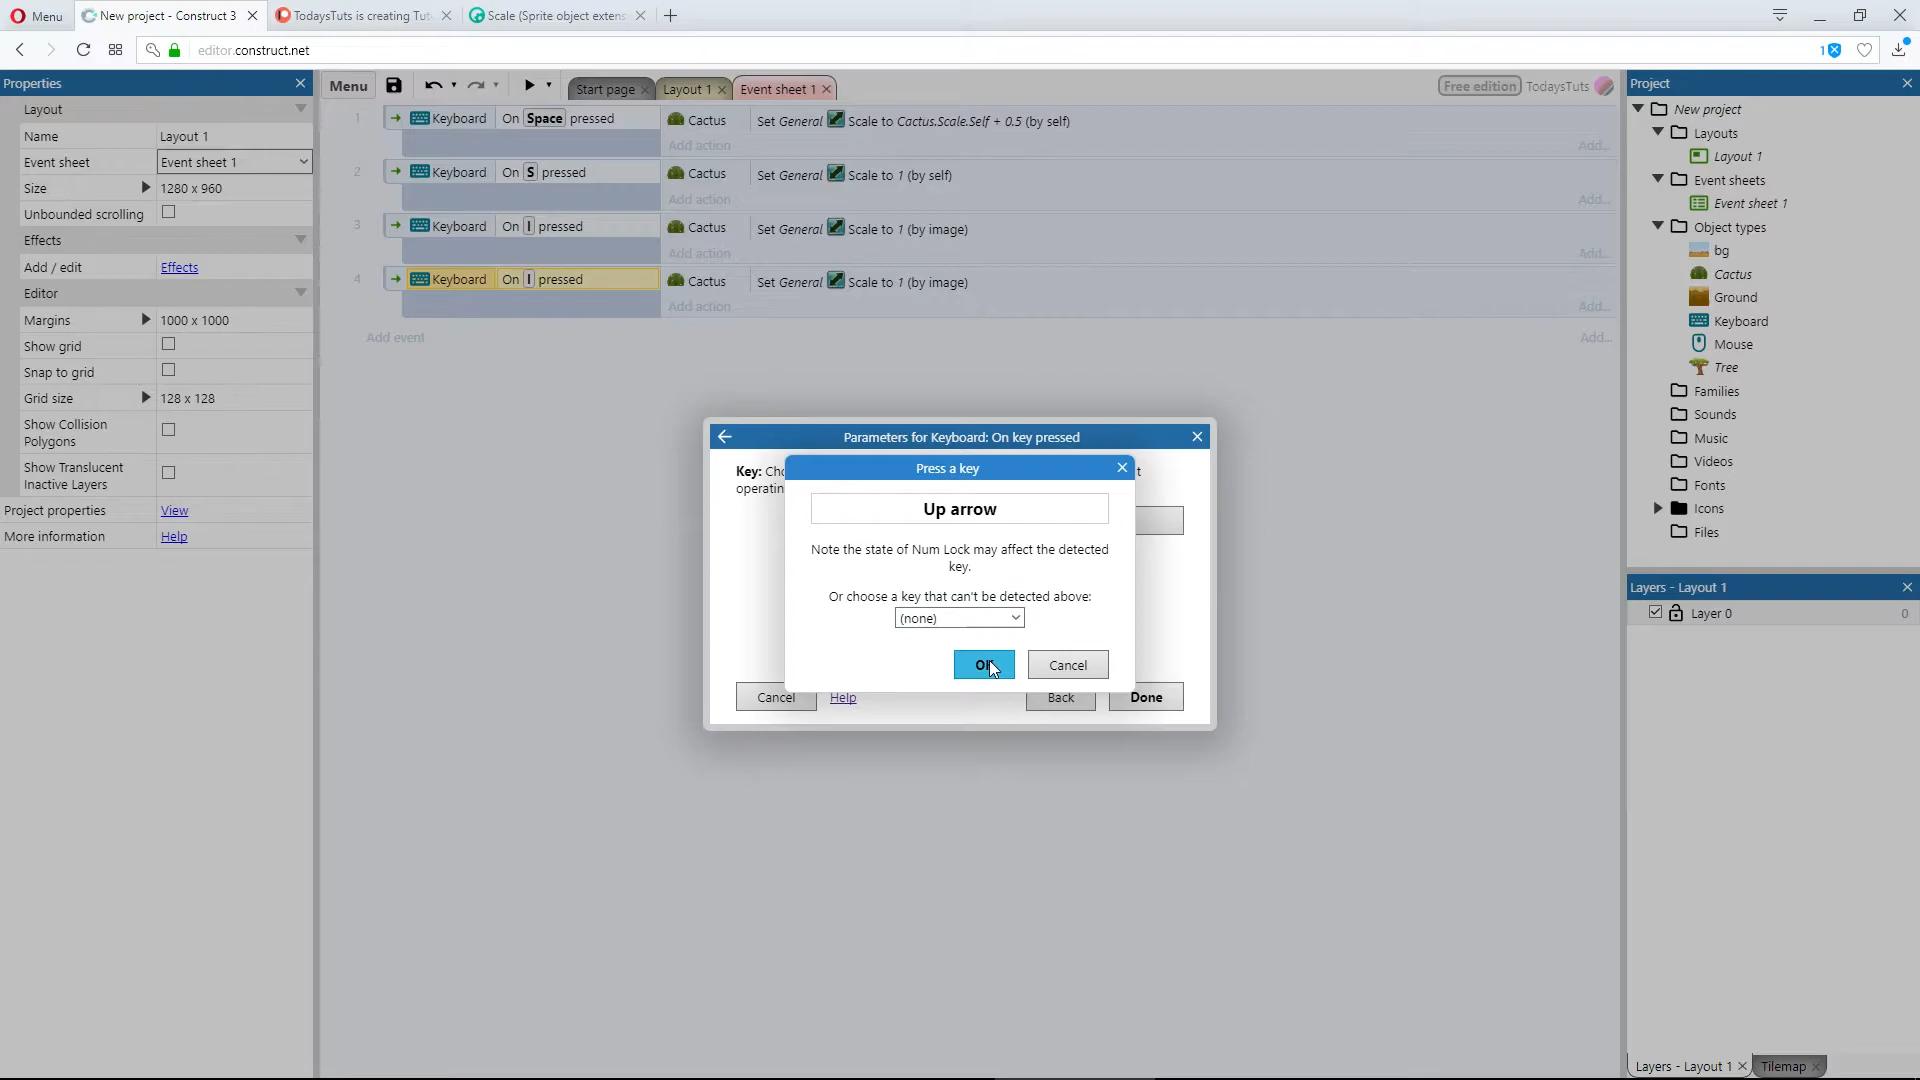 Menu
New project - Construct 3
TodaysTuts is creating Tut
Scale (Sprite object extens
editor.construct.net
1
Properties
Layout
Name Layout 1
Event sheet Event sheet 1
Size 1280 x 960
Unbounded scrolling
Effects
Add / edit Effects
Editor
Margins 1000 x 1000
Show grid
Snap to grid
Grid size 128 x 128
Show Collision
Polygons
Show Translucent
Inactive Layers
Project properties View
More information Help
Menu
Start page
Layout 1
Event sheet 1
Free edition TodaysTuts
1 Keyboard On Space pressed Cactus Set General Scale to Cactus.Scale.Self + 0.5 (by self)
Add action Add...
2 Keyboard On S pressed Cactus Set General Scale to 1 (by self)
Add action Add...
3 Keyboard On I pressed Cactus Set General Scale to 1 (by image)
Add action Add...
4 Keyboard On I pressed Cactus Set General Scale to 1 (by image)
Add action Add...
Add event Add...
Parameters for Keyboard: On key pressed
Key: Cho t
operatin
Press a key
Up arrow
Note the state of Num Lock may affect the detected
key.
Or choose a key that can't be detected above:
(none)
OK Cancel
Cancel Help Back Done
Project
New project
Layouts
Layout 1
Event sheets
Event sheet 1
Object types
bg
Cactus
Ground
Keyboard
Mouse
Tree
Families
Sounds
Music
Videos
Fonts
Icons
Files
Layers - Layout 1
Layer 0 0
Layers - Layout 1
Tilemap